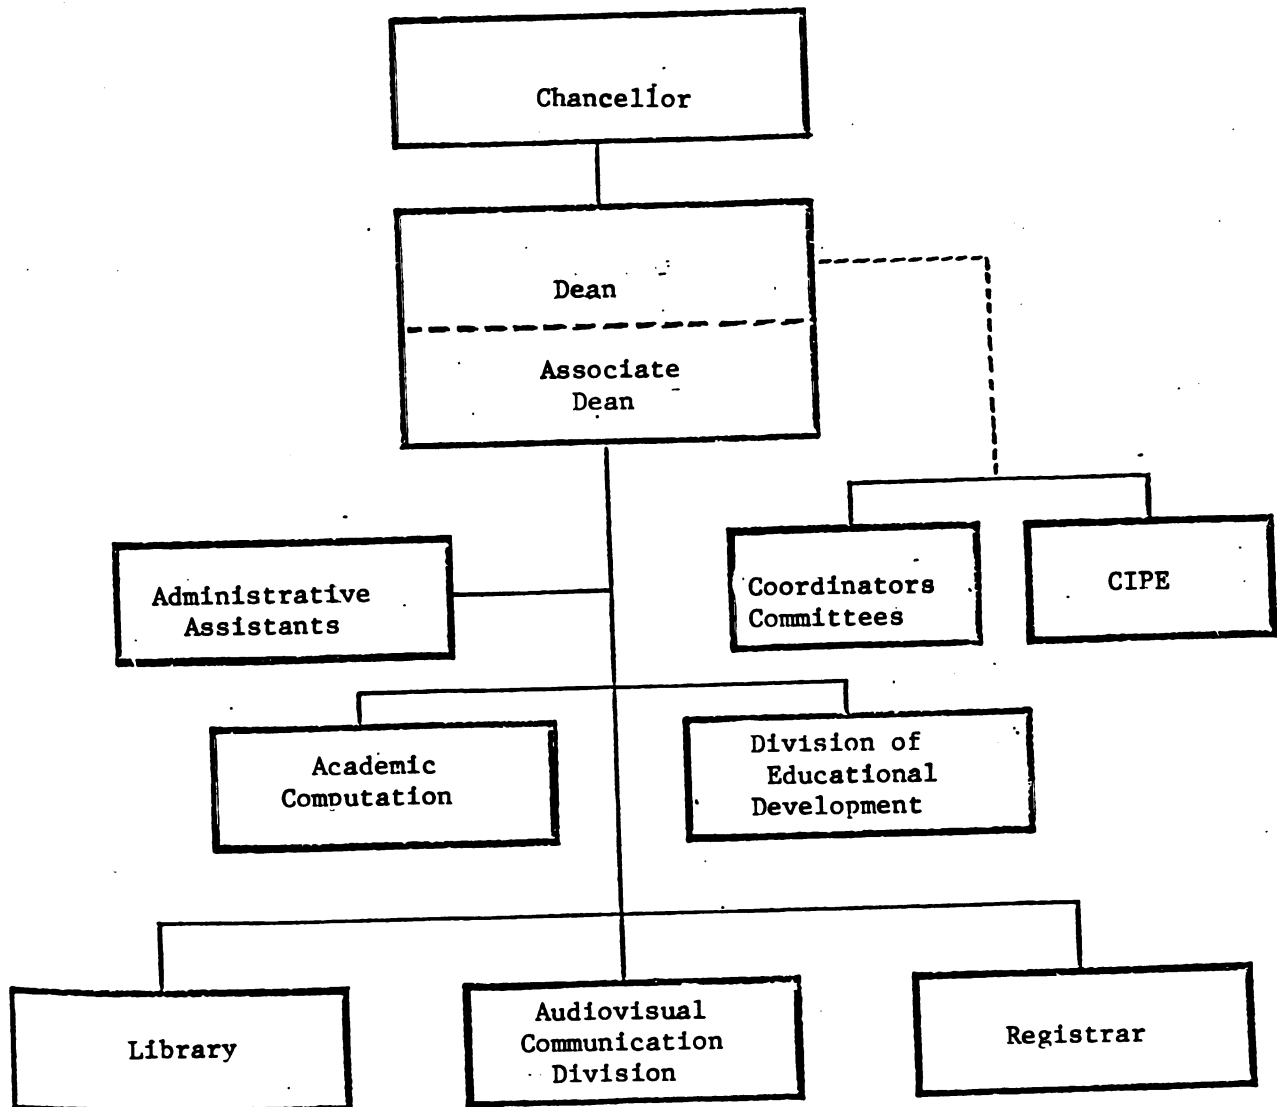 Chancellor
Dean
Associate
Dean
Administrative
Assistants
Coordinators
Committees
CIPE
Academic
Computation
Division of
Educational
Development
Library
Audiovisual
Communication
Division
Registrar